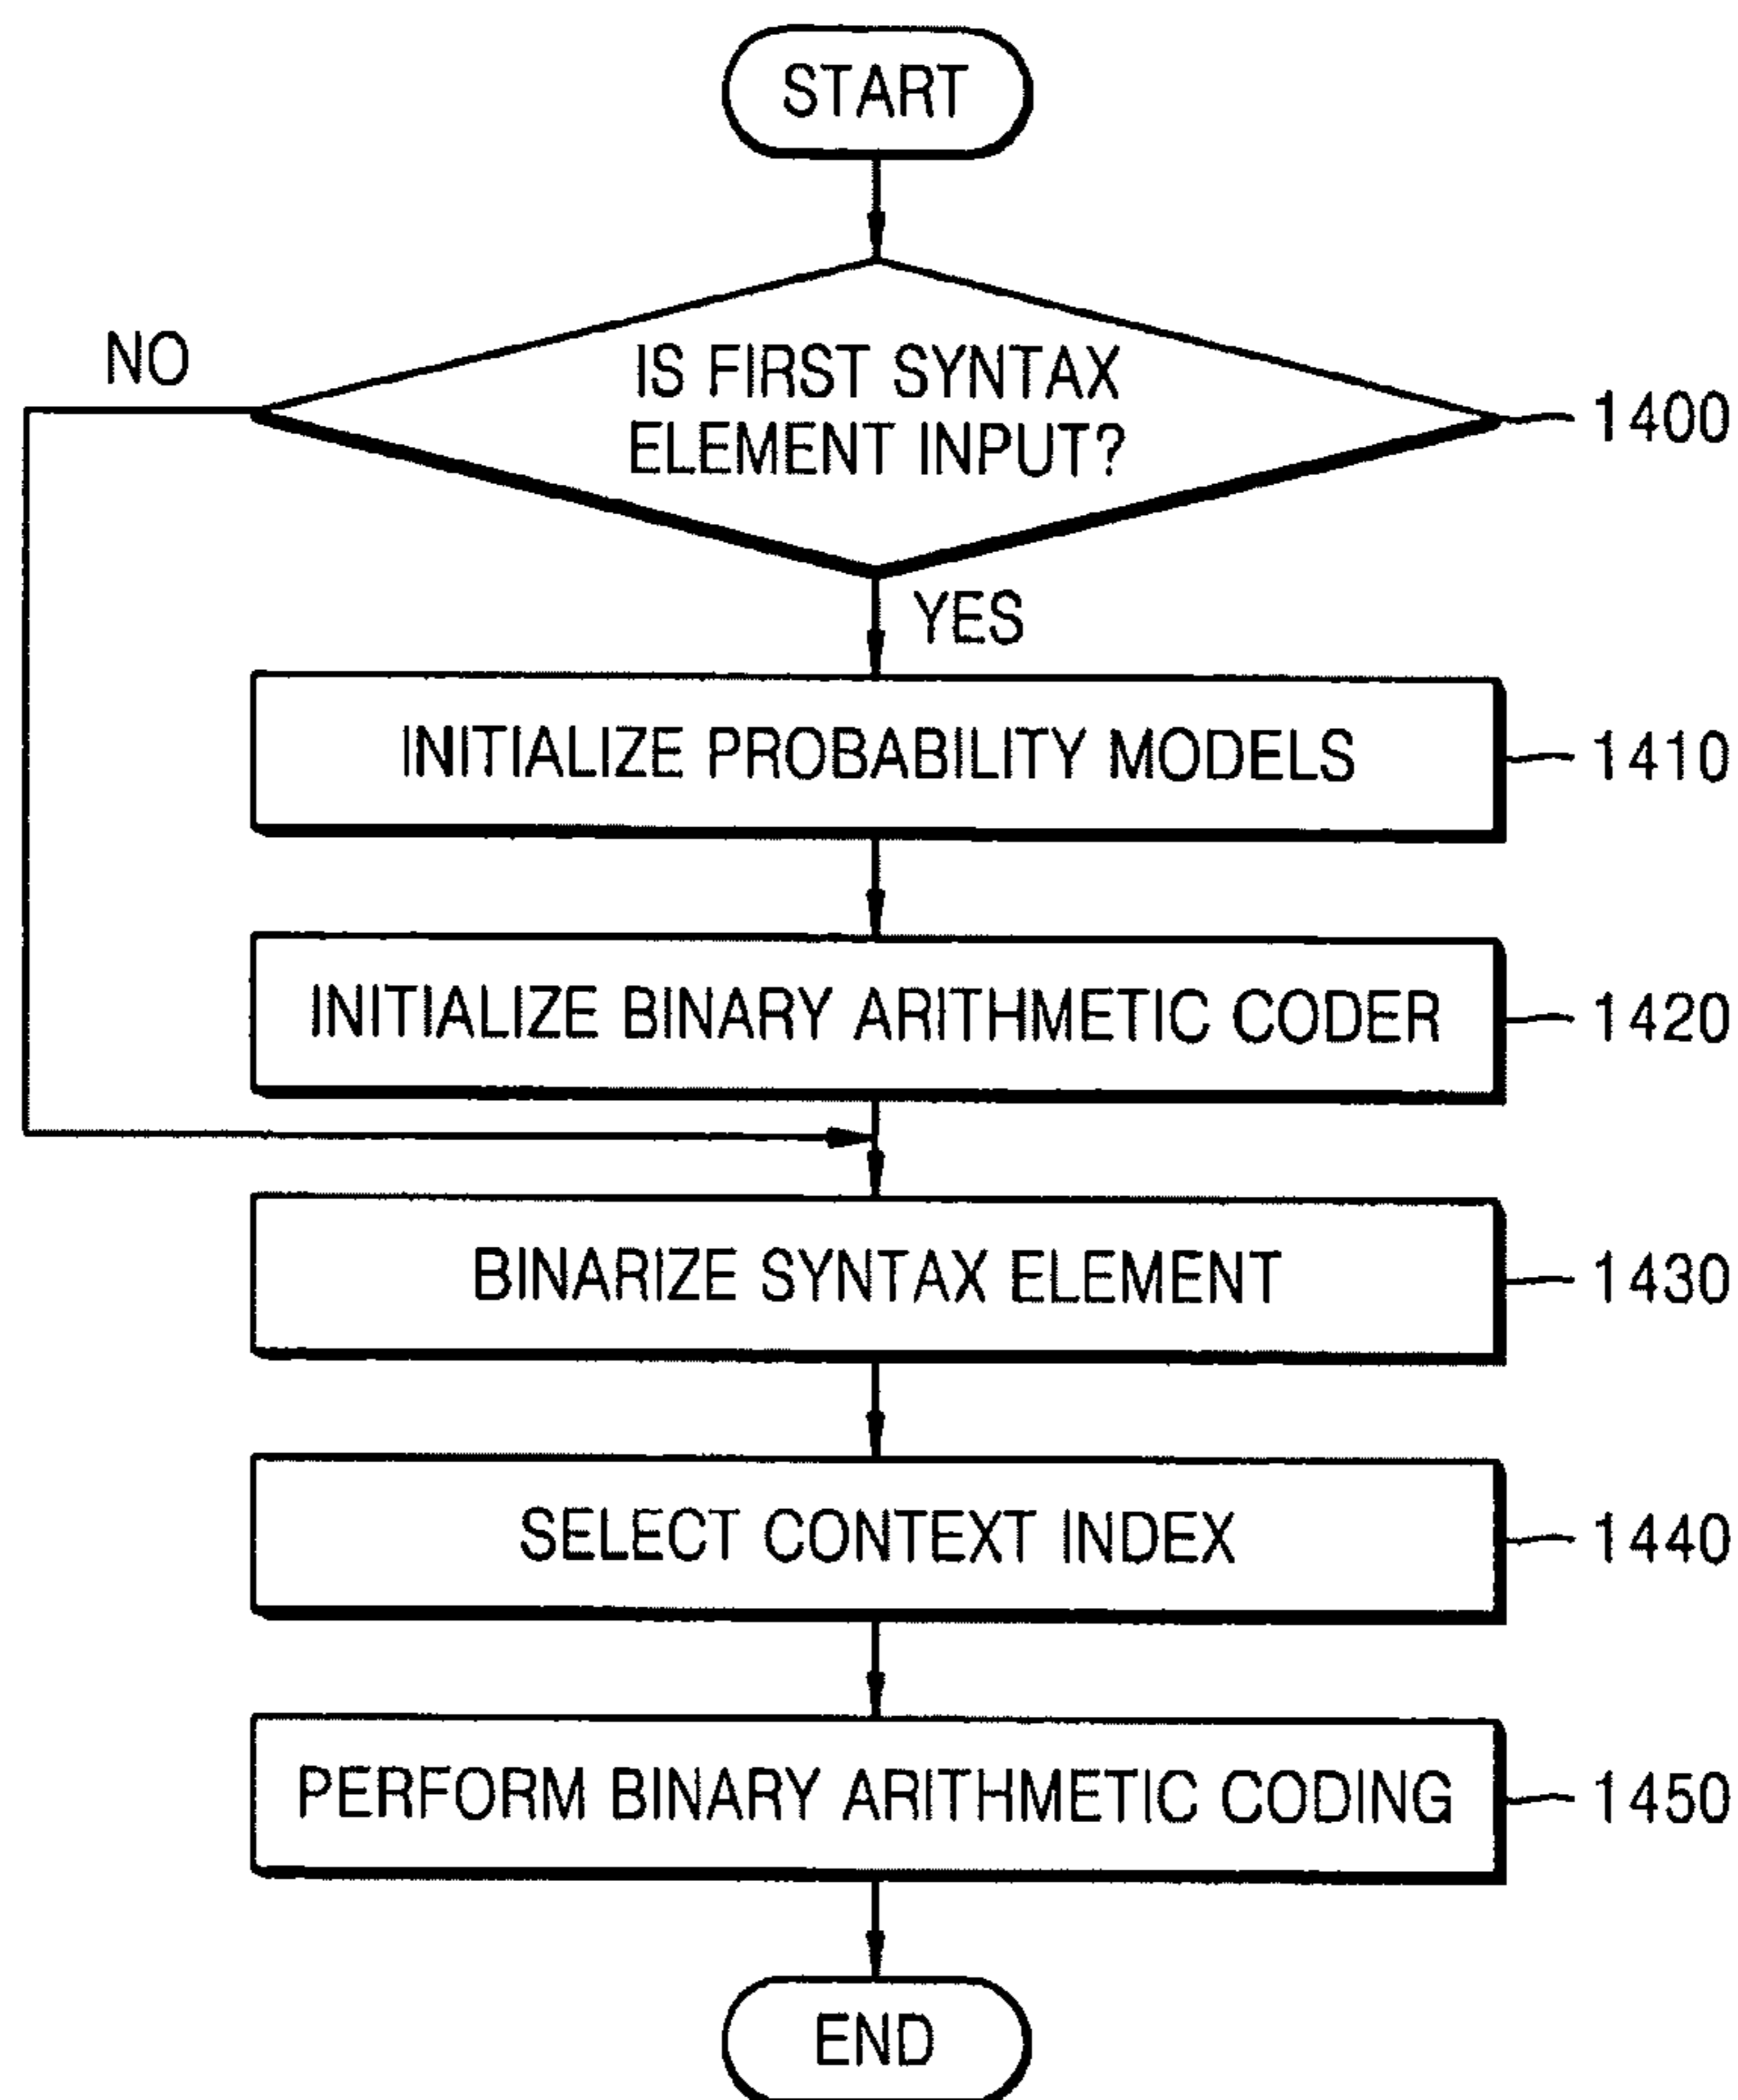 START
NO
IS FIRST SYNTAX
ELEMENT INPUT?
1400
YES
INITIALIZE PROBABILITY MODELS
1410
INITIALIZE BINARY ARITHMETIC CODER
1420
BINARIZE SYNTAX ELEMENT
1430
SELECT CONTEXT INDEX
1440
PERFORM BINARY ARITHMETIC CODING
1450
END